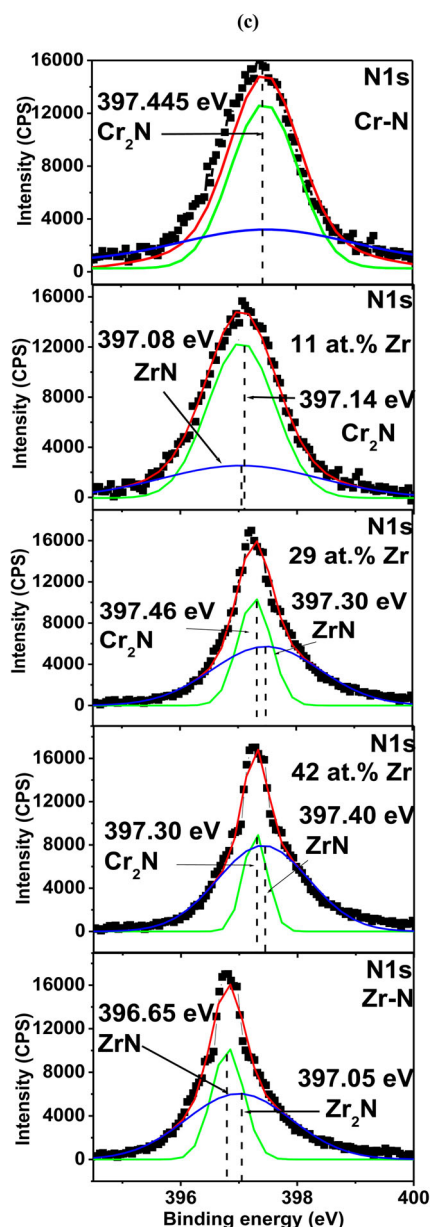 (c)
16000
12000
8000
4000
0
Intensity (CPS)
N1s
Cr-N
397.445 eV
Cr₂N
16000
12000
8000
4000
0
Intensity (CPS)
N1s
11 at.% Zr
397.08 eV
ZrN
397.14 eV
Cr₂N
16000
12000
8000
4000
0
Intensity (CPS)
N1s
29 at.% Zr
397.46 eV
Cr₂N
397.30 eV
ZrN
16000
12000
8000
4000
0
Intensity (CPS)
N1s
42 at.% Zr
397.30 eV
Cr₂N
397.40 eV
ZrN
16000
12000
8000
4000
0
Intensity (CPS)
N1s
Zr-N
396.65 eV
ZrN
397.05 eV
Zr₂N
396 398 400
Binding energy (eV)